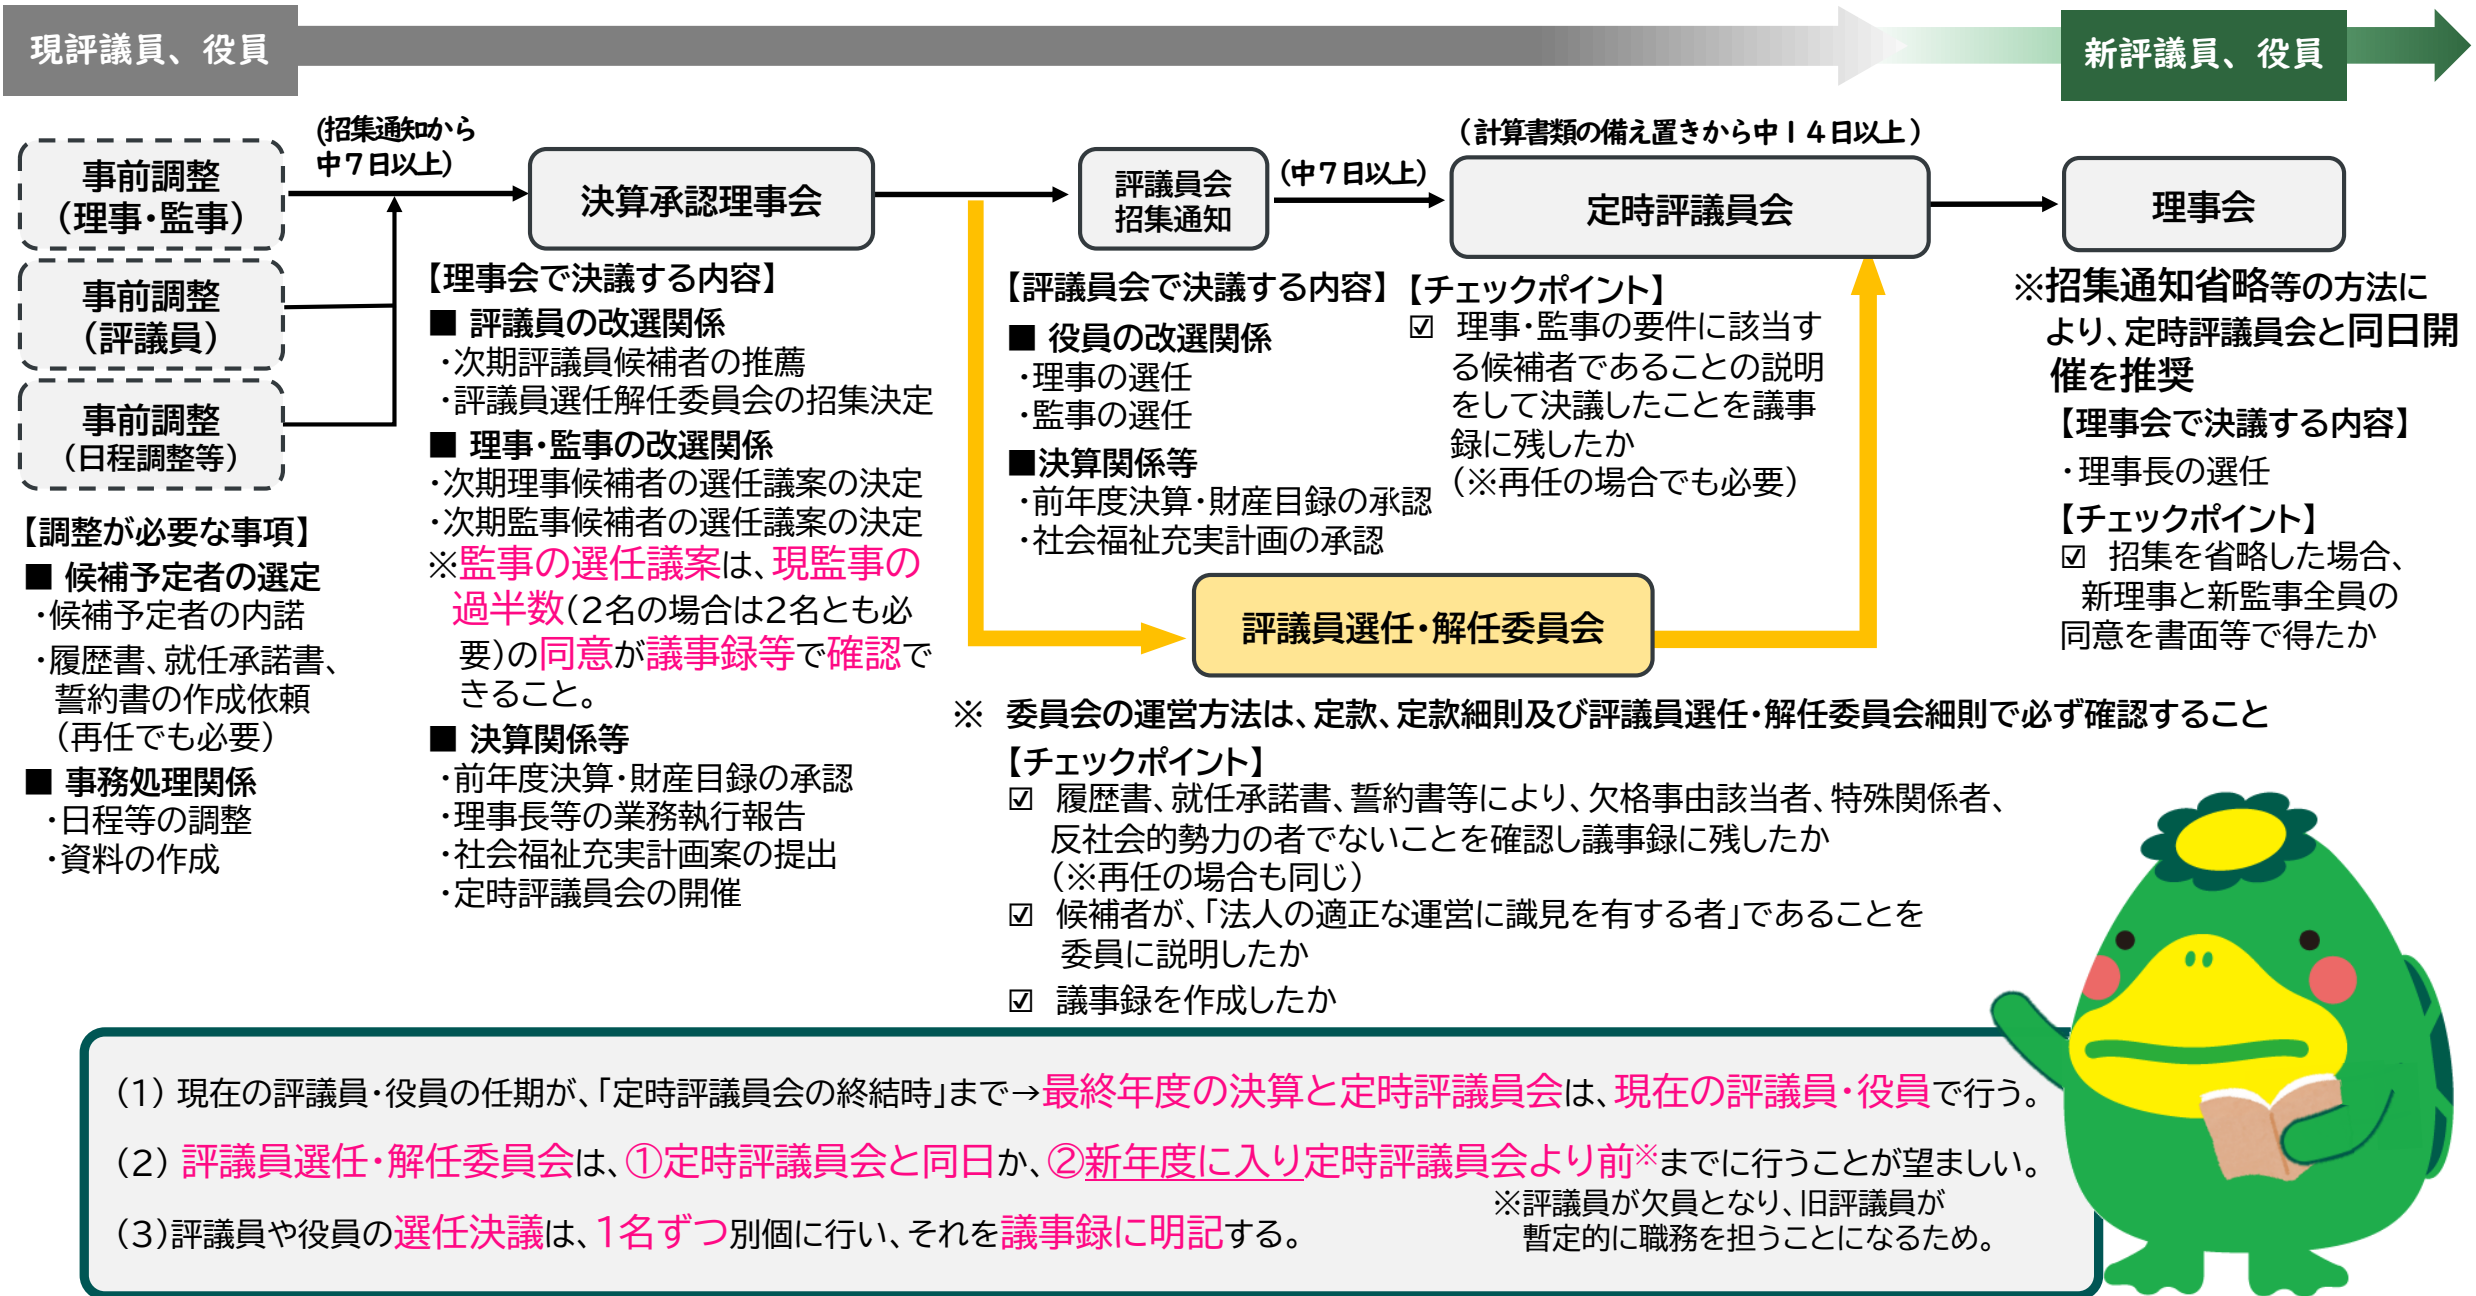 現評議員、役員
新評議員、役員
事前調整
（理事・監事）
事前調整
（評議員）
事前調整
（日程調整等）
(招集通知から
中７日以上)
決算承認理事会
評議員会
招集通知
(中７日以上)
（計算書類の備え置きから中１４日以上）
定時評議員会
理事会
【調整が必要な事項】
■ 候補予定者の選定
・候補予定者の内諾
・履歴書、就任承諾書、
誓約書の作成依頼
（再任でも必要）
■ 事務処理関係
・日程等の調整
・資料の作成
【理事会で決議する内容】
■ 評議員の改選関係
・次期評議員候補者の推薦
・評議員選任解任委員会の招集決定
■ 理事・監事の改選関係
・次期理事候補者の選任議案の決定
・次期監事候補者の選任議案の決定
※監事の選任議案は、現監事の
過半数（２名の場合は２名とも必
要）の同意が議事録等で確認で
きること。
■ 決算関係等
・前年度決算・財産目録の承認
・理事長等の業務執行報告
・社会福祉充実計画案の提出
・定時評議員会の開催
【評議員会で決議する内容】
■ 役員の改選関係
・理事の選任
・監事の選任
■決算関係等
・前年度決算・財産目録の承認
・社会福祉充実計画の承認
【チェックポイント】
☑ 理事・監事の要件に該当す
る候補者であることの説明
をして決議したことを議事
録に残したか
（※再任の場合でも必要）
※招集通知省略等の方法に
より、定時評議員会と同日開
催を推奨
【理事会で決議する内容】
・理事長の選任
【チェックポイント】
☑ 招集を省略した場合、
新理事と新監事全員の
同意を書面等で得たか
評議員選任・解任委員会
※ 委員会の運営方法は、定款、定款細則及び評議員選任・解任委員会細則で必ず確認すること
【チェックポイント】
☑ 履歴書、就任承諾書、誓約書等により、欠格事由該当者、特殊関係者、
反社会的勢力の者でないことを確認し議事録に残したか
（※再任の場合も同じ）
☑ 候補者が、「法人の適正な運営に識見を有する者」であることを
委員に説明したか
☑ 議事録を作成したか
（１）現在の評議員・役員の任期が、「定時評議員会の終結時」まで→最終年度の決算と定時評議員会は、現在の評議員・役員で行う。
（２）評議員選任・解任委員会は、①定時評議員会と同日か、②新年度に入り定時評議員会より前※までに行うことが望ましい。
※評議員が欠員となり、旧評議員が
暫定的に職務を担うことになるため。
（３）評議員や役員の選任決議は、１名ずつ別個に行い、それを議事録に明記する。